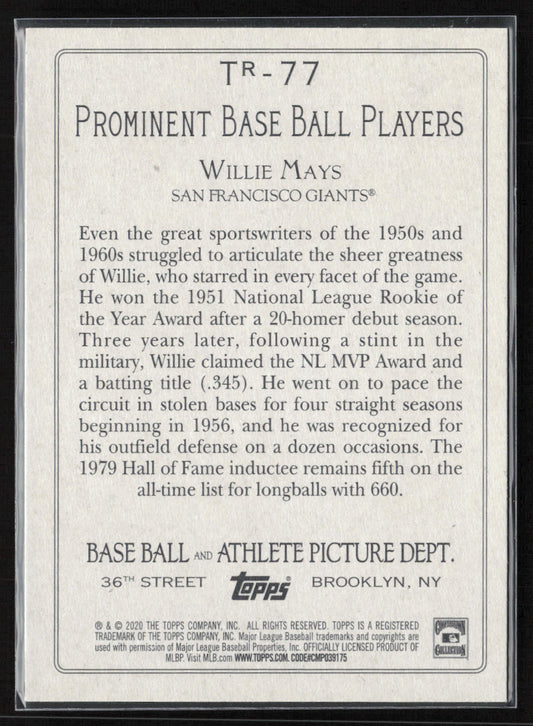 TR-77
PROMINENT BASE BALL PLAYERS
WILLIE MAYS
SAN FRANCISCO GIANTS®
Even the great sportswriters of the 1950s and
1960s struggled to articulate the sheer greatness
of Willie, who starred in every facet of the game.
He won the 1951 National League Rookie of
the Year Award after a 20-homer debut season.
Three years later, following a stint in the
military, Willie claimed the NL MVP Award and
a batting title (.345). He went on to pace the
circuit in stolen bases for four straight seasons
beginning in 1956, and he was recognized for
his outfield defense on a dozen occasions. The
1979 Hall of Fame inductee remains fifth on the
all-time list for longballs with 660.
BASE BALL AND ATHLETE PICTURE DEPT.
36TH STREET Topps® BROOKLYN, NY
® & © 2020 THE TOPPS COMPANY, INC. ALL RIGHTS RESERVED. TOPPS IS A REGISTERED
TRADEMARK OF THE TOPPS COMPANY, INC. Major League Baseball trademarks and copyrights are
used with permission of Major League Baseball Properties, Inc. OFFICIALLY LICENSED PRODUCT OF
MLBP. Visit MLB.com WWW.TOPPS.COM. CODE#CMP039175
COOPERSTOWN
COLLECTION